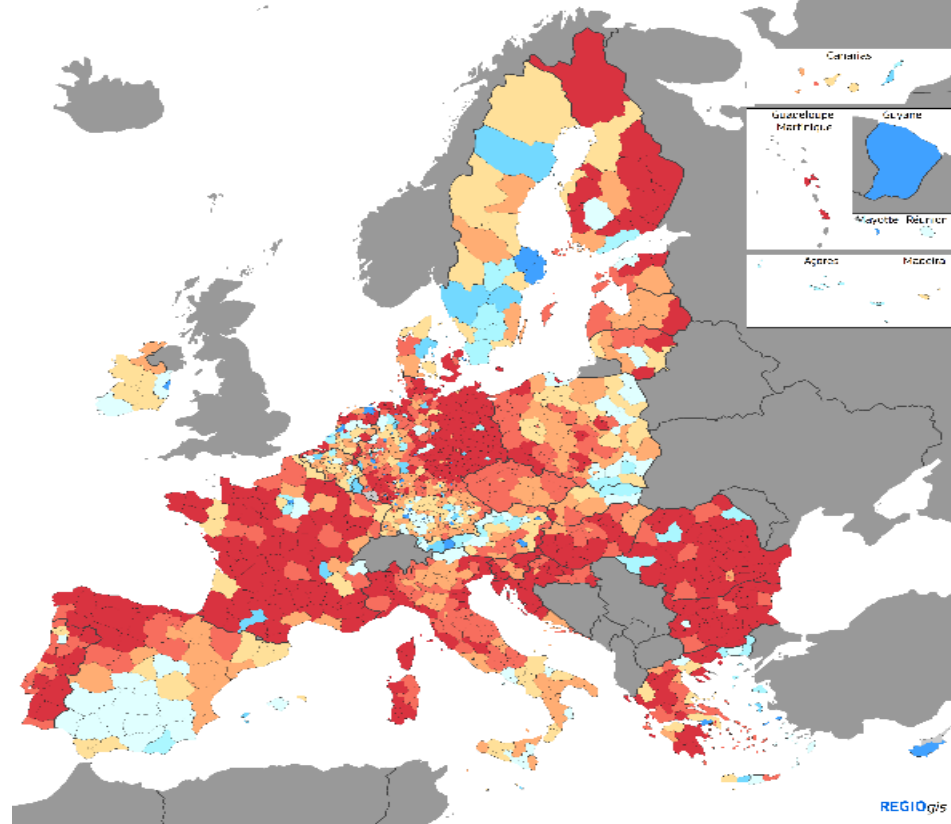 Canarias
Guadeloupe
Martinique
Guyane
Mayotte Réunion
Açores Madeira
REGIOgis